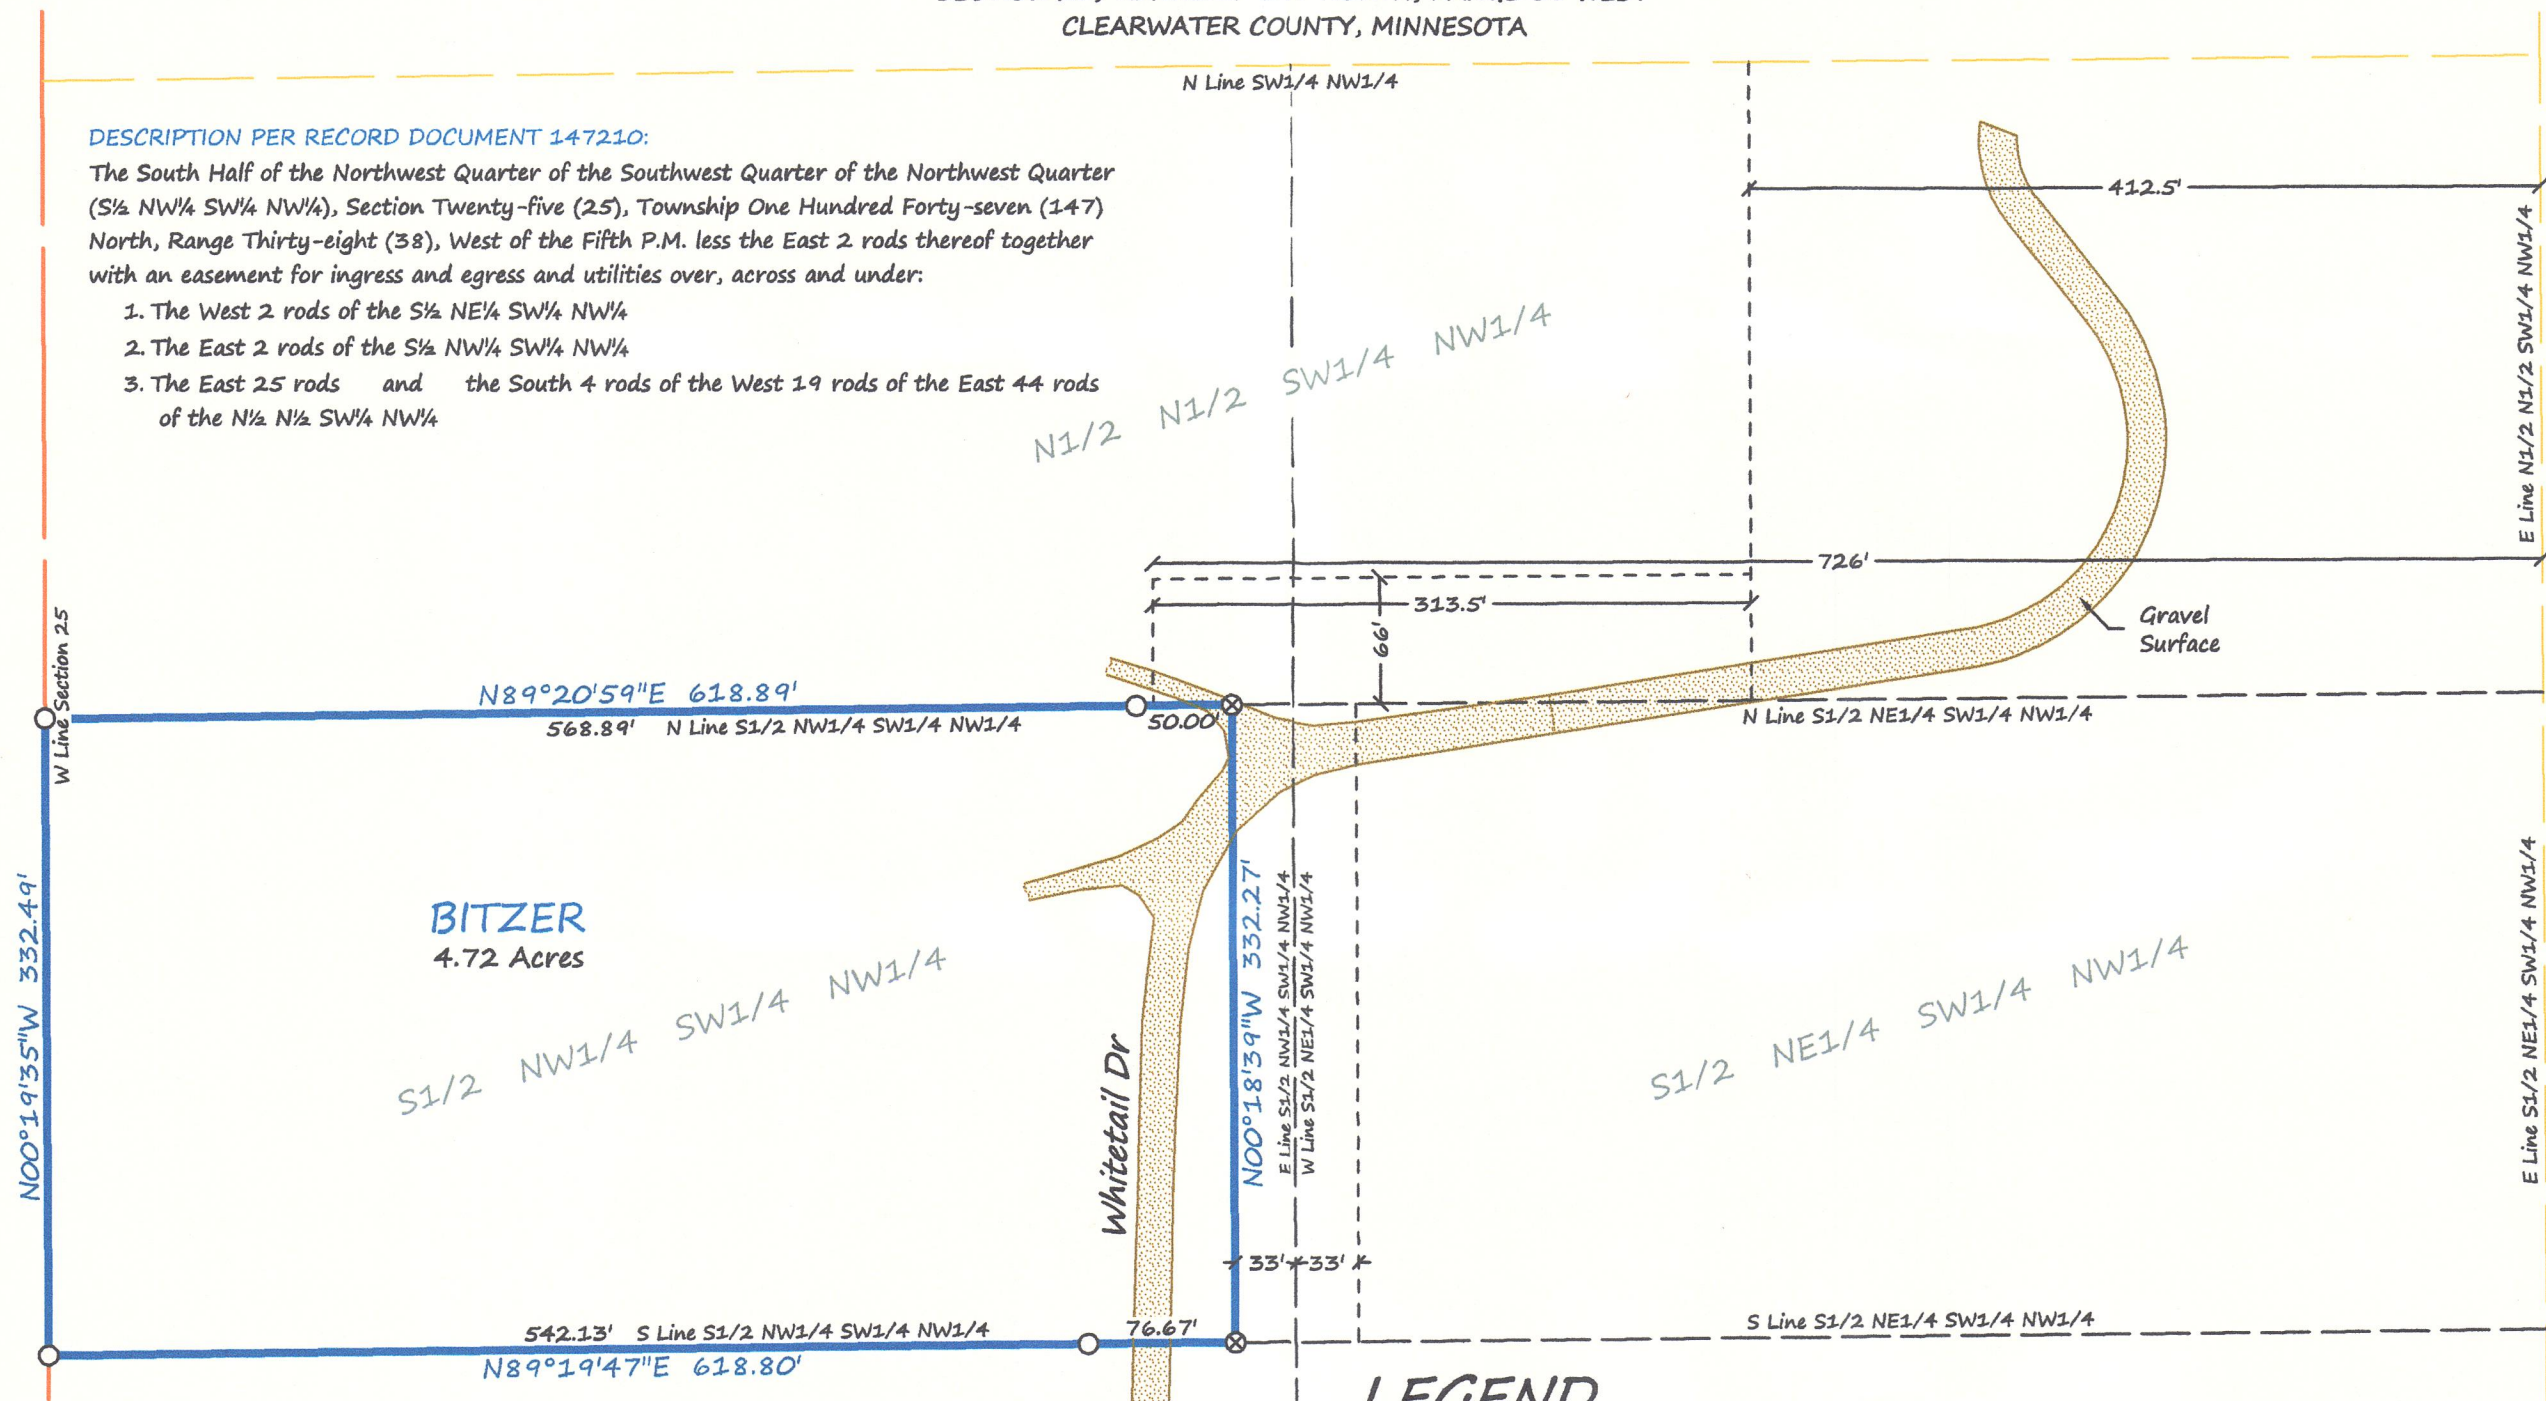 CLEARWATER COUNTY, MINNESOTA
N Line SW1/4 NW1/4
DESCRIPTION PER RECORD DOCUMENT 147210:
The South Half of the Northwest Quarter of the Southwest Quarter of the Northwest Quarter
(S½ NW¼ SW¼ NW¼), Section Twenty-five (25), Township One Hundred Forty-seven (147)
North, Range Thirty-eight (38), West of the Fifth P.M. less the East 2 rods thereof together
with an easement for ingress and egress and utilities over, across and under:
1. The West 2 rods of the S½ NE¼ SW¼ NW¼
2. The East 2 rods of the S½ NW¼ SW¼ NW¼
3. The East 25 rods and the South 4 rods of the West 19 rods of the East 44 rods
of the N½ N½ SW¼ NW¼
412.5'
E Line N1/2 N1/2 SW1/4 NW1/4
N1/2 N1/2 SW1/4 NW1/4
726'
313.5'
66'
Gravel
Surface
W Line Section 25
N89°20'59"E 618.89'
568.89' N Line S1/2 NW1/4 SW1/4 NW1/4
50.00'
N Line S1/2 NE1/4 SW1/4 NW1/4
N00°19'35"W 332.49'
BITZER
4.72 Acres
S1/2 NW1/4 SW1/4 NW1/4
Whitetail Dr
N00°18'39"W 332.27'
E Line S1/2 NW1/4 SW1/4 NW1/4
W Line S1/2 NE1/4 SW1/4 NW1/4
S1/2 NE1/4 SW1/4 NW1/4
E Line S1/2 NE1/4 SW1/4 NW1/4
33' 33'
542.13' S Line S1/2 NW1/4 SW1/4 NW1/4
76.67'
S Line S1/2 NE1/4 SW1/4 NW1/4
N89°19'47"E 618.80'
LEGEND